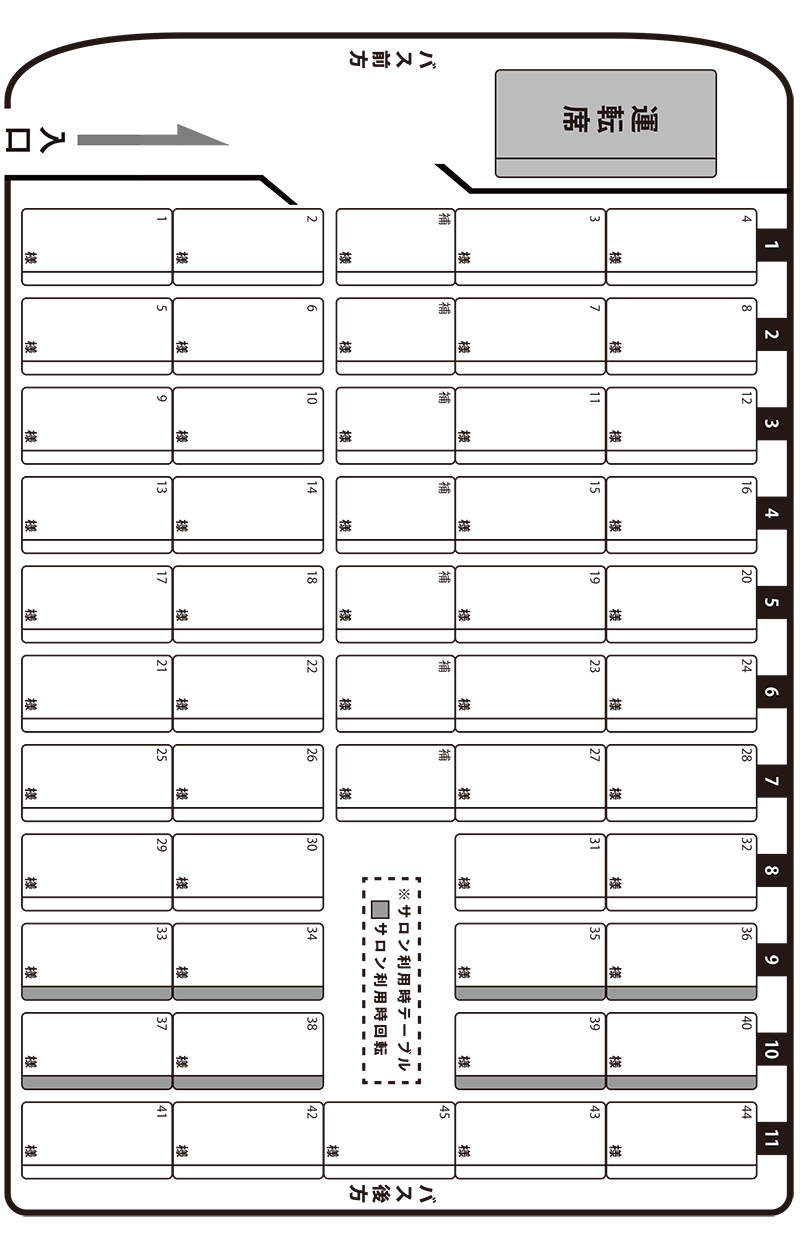 バス前方
運転席
入口
1 様
2 様
補 様
3 様
4 様
1
5 様
6 様
補 様
7 様
8 様
2
9 様
10 様
補 様
11 様
12 様
3
13 様
14 様
補 様
15 様
16 様
4
17 様
18 様
補 様
19 様
20 様
5
21 様
22 様
補 様
23 様
24 様
6
25 様
26 様
補 様
27 様
28 様
7
29 様
30 様
31 様
32 様
8
※サロン利用時テーブル
サロン利用時回転
33 様
34 様
35 様
36 様
9
37 様
38 様
39 様
40 様
10
41 様
42 様
45 様
43 様
44 様
11
バス後方